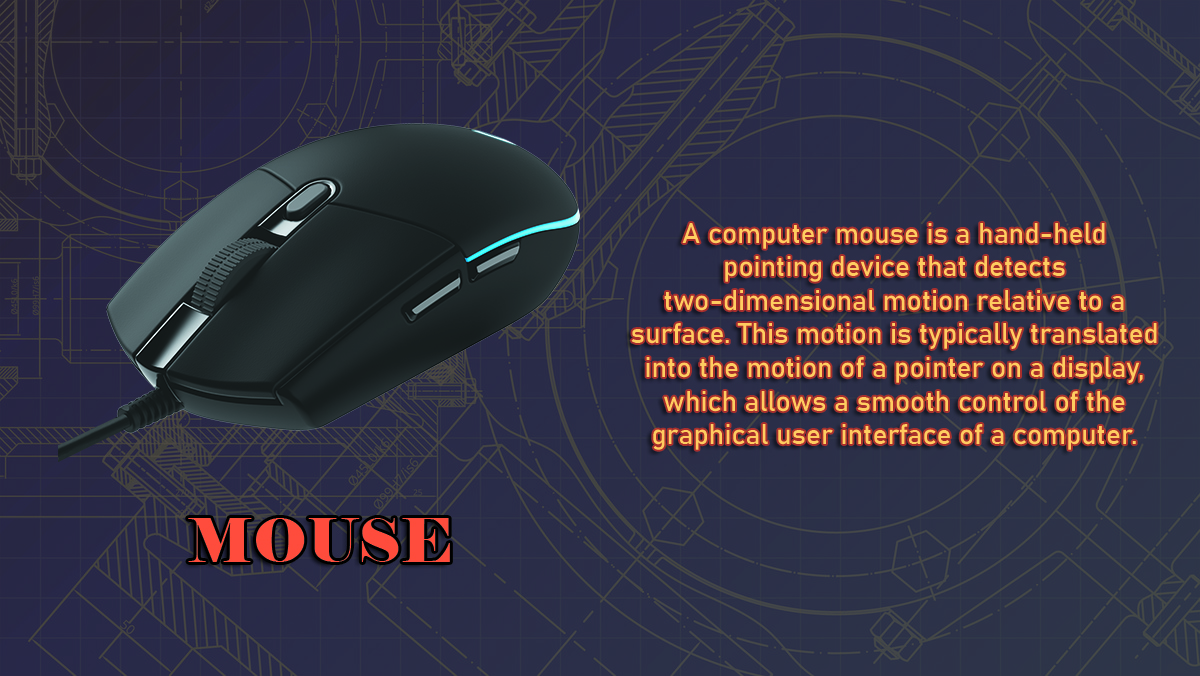 A computer mouse is a hand-held
pointing device that detects
two-dimensional motion relative to a
surface. This motion is typically translated
into the motion of a pointer on a display,
which allows a smooth control of the
graphical user interface of a computer.
MOUSE